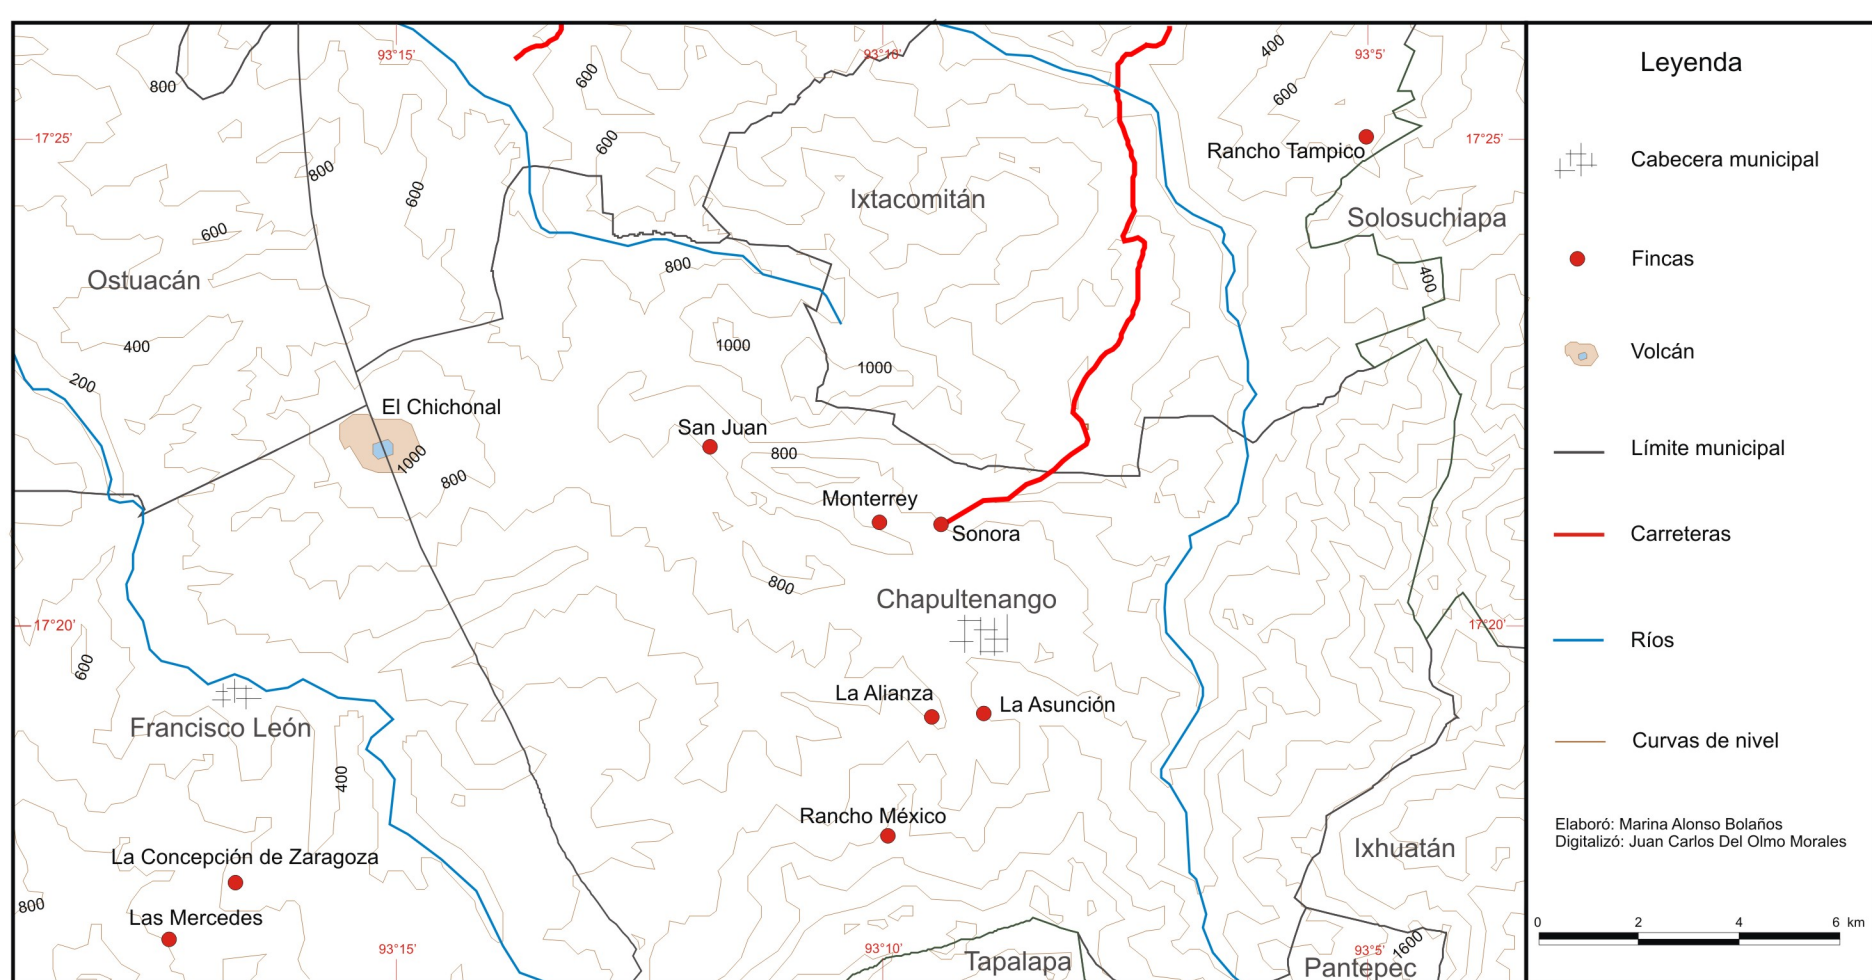 93°15'
93°10'
93°5'
400
600
800
600
17°25'
17°25'
Rancho Tampico
600
800
600
Ixtacomitán
Solosuchiapa
600
Ostuacán
800
400
400
1000
1000
200
El Chichonal
San Juan
800
1000
800
Monterrey
Sonora
800
Chapultenango
17°20'
17°20'
600
La Alianza
La Asunción
Francisco León
400
Rancho México
Ixhuatán
La Concepción de Zaragoza
800
Las Mercedes
93°15'
93°10'
93°5'
1600
Tapalapa
Pantepec
Leyenda
Cabecera municipal
Fincas
Volcán
Límite municipal
Carreteras
Ríos
Curvas de nivel
Elaboró: Marina Alonso Bolaños
Digitalizó: Juan Carlos Del Olmo Morales
0 2 4 6 km